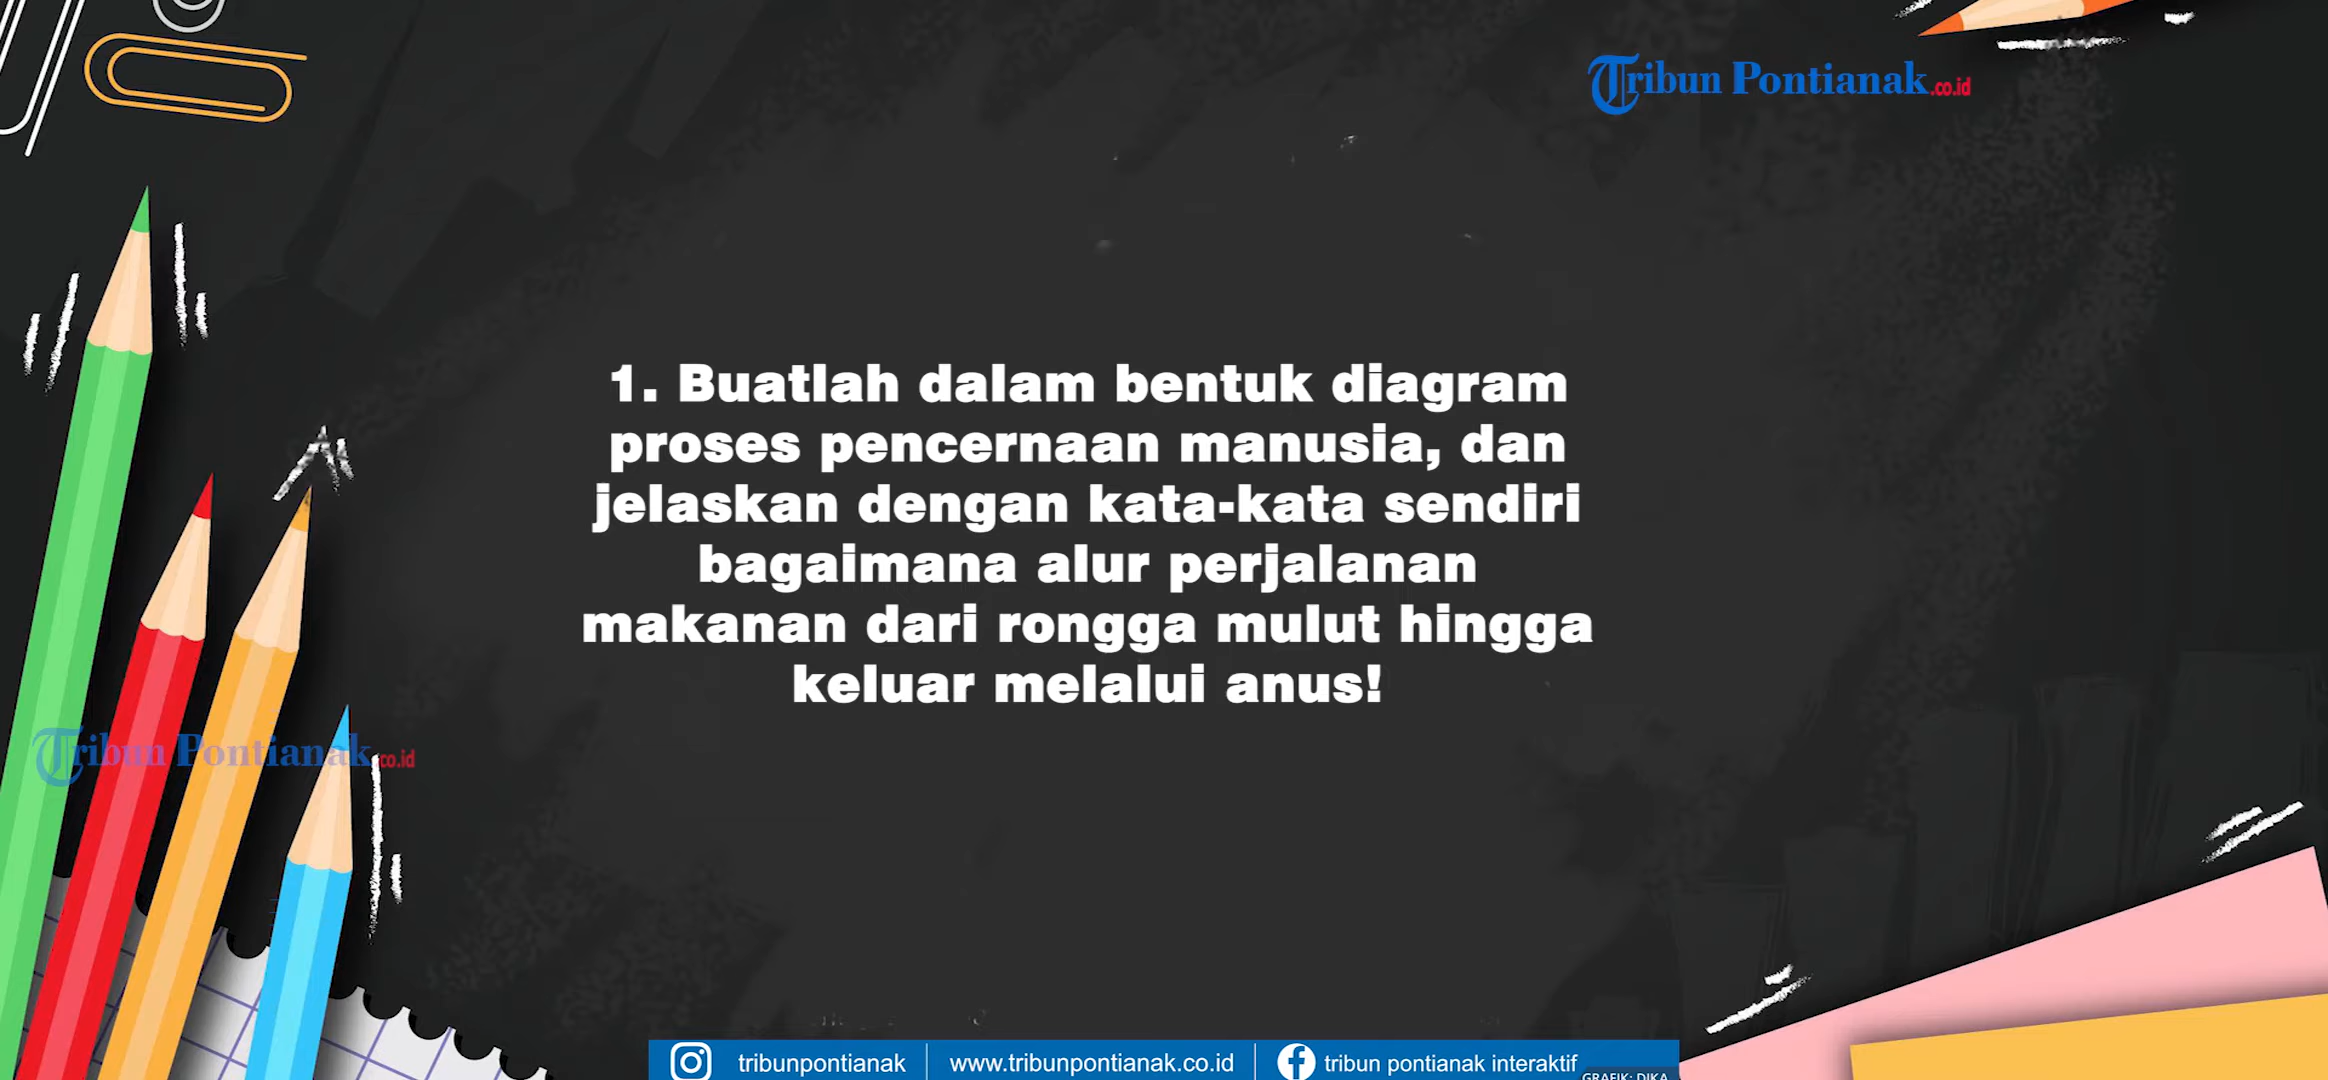 Tribun Pontianak.co.id
1. Buatlah dalam bentuk diagram
proses pencernaan manusia, dan
jelaskan dengan kata-kata sendiri
bagaimana alur perjalanan
makanan dari rongga mulut hingga
keluar melalui anus!
Tribun Pontianak.co.id
tribunpontianak
www.tribunpontianak.co.id
tribun pontianak interaktif
GRAFIK: DIKA